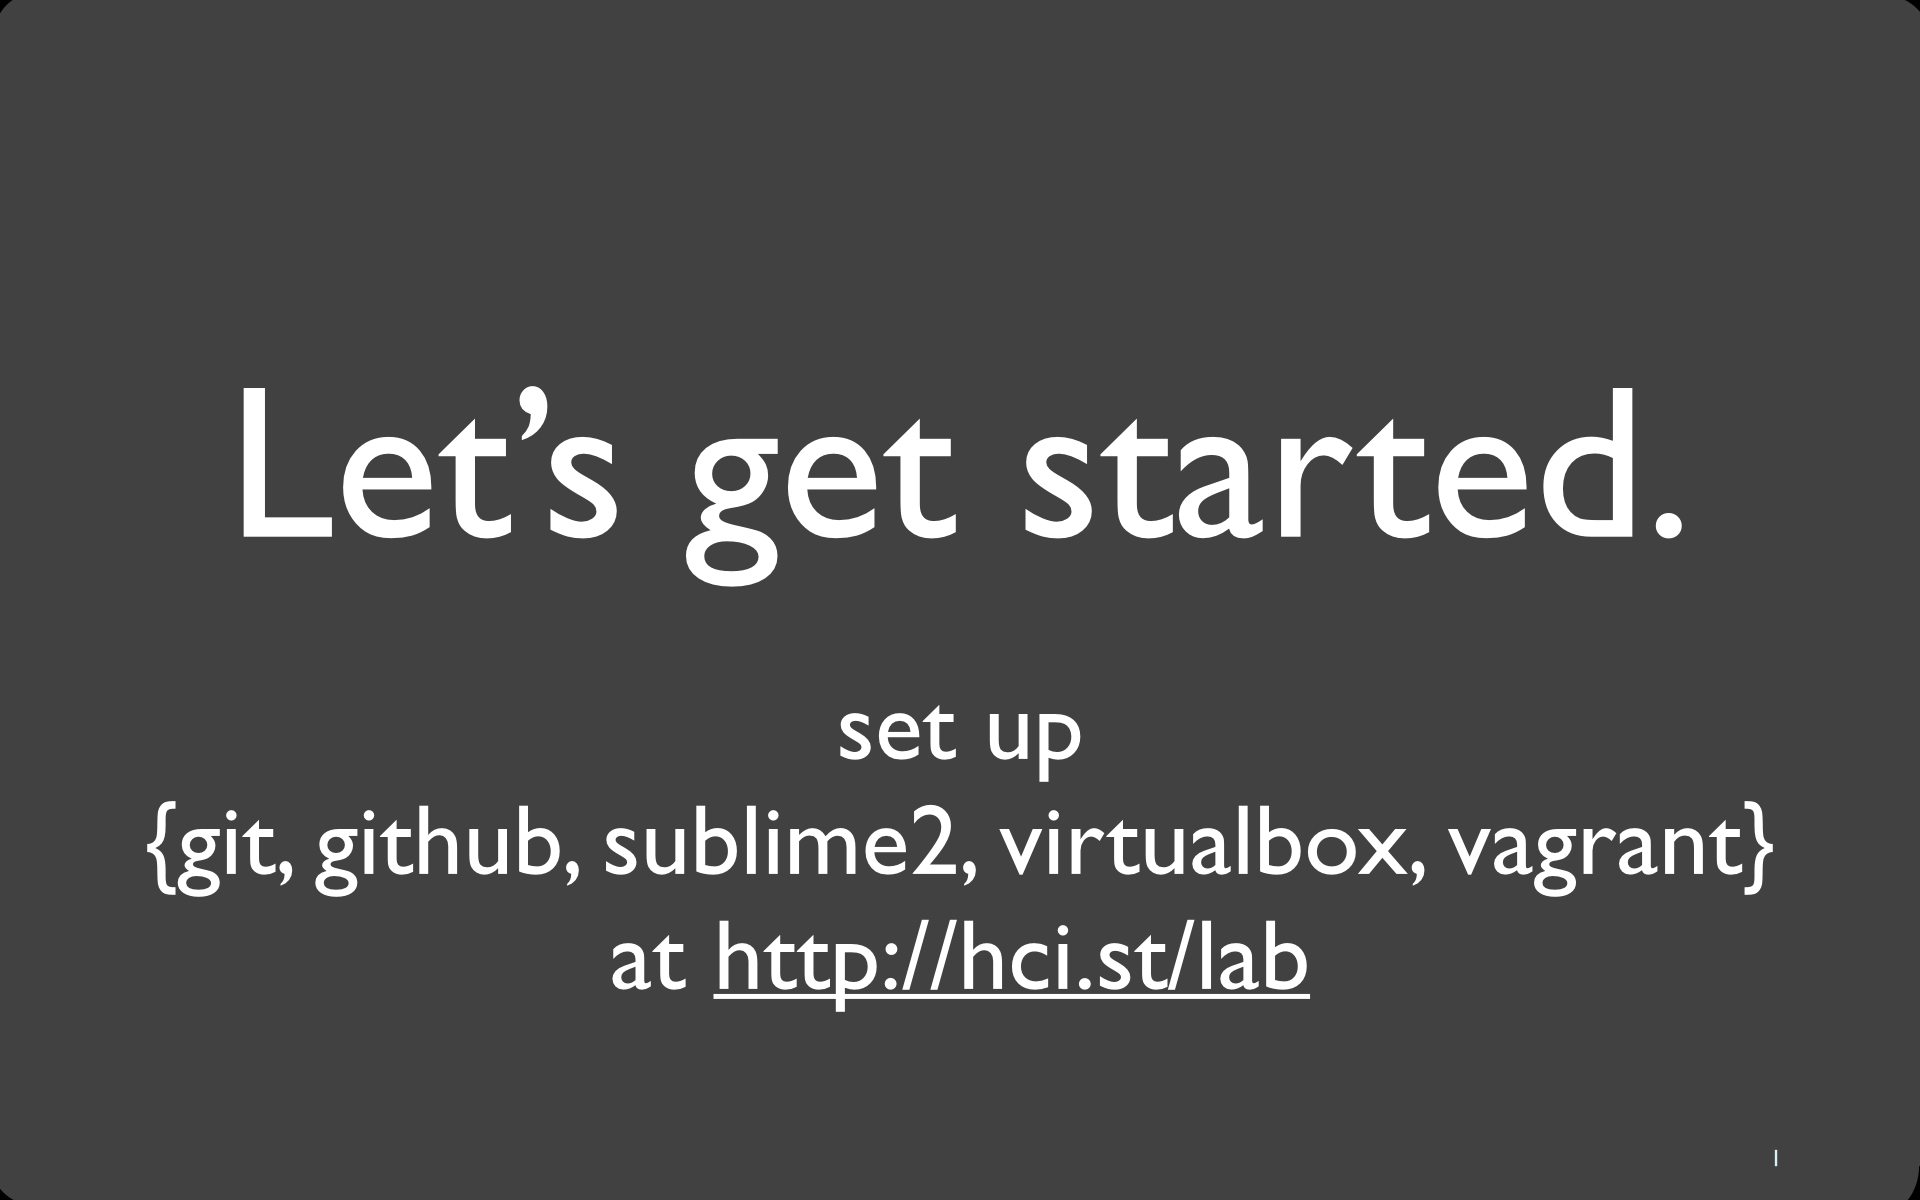 Let’s get started.
set up
{git, github, sublime2, virtualbox, vagrant}
at http://hci.st/lab
1